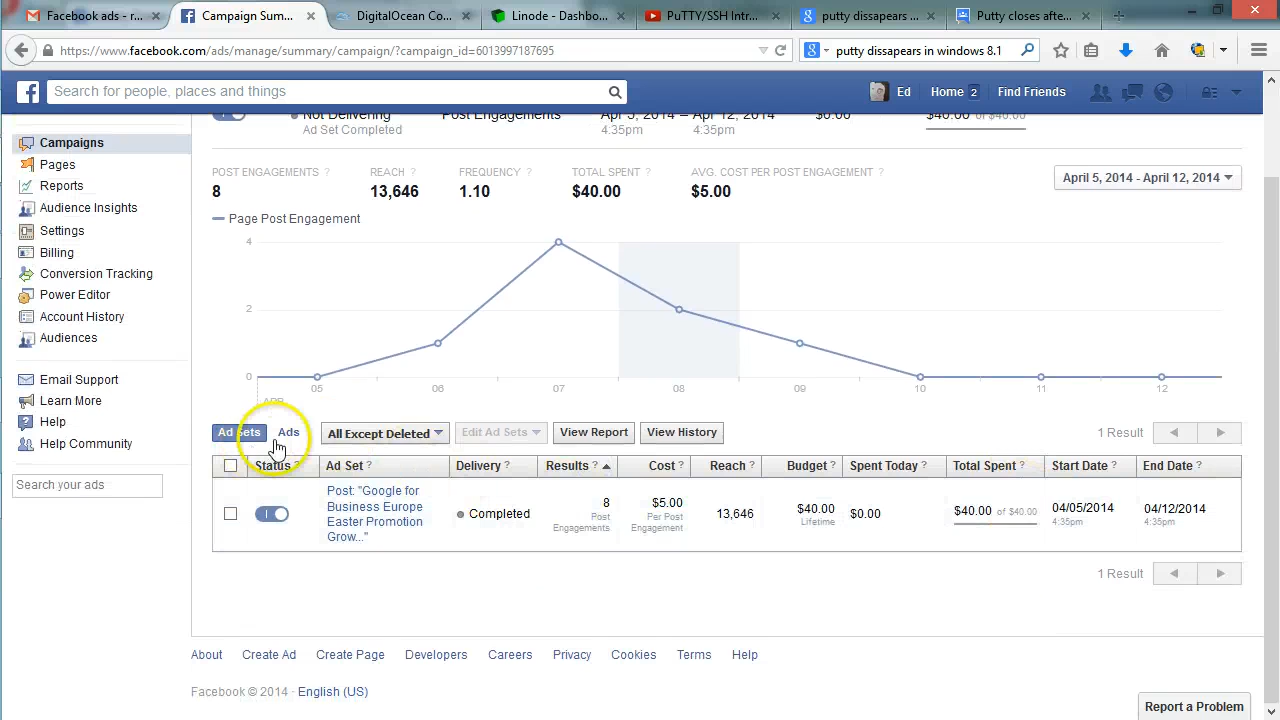 Facebook ads - r...
Campaign Sum...
DigitalOcean Co...
Linode - Dashbo...
PuTTY/SSH Intr...
putty dissapears ...
Putty closes afte...
https://www.facebook.com/ads/manage/summary/campaign/?campaign_id=6013997187695
putty dissapears in windows 8.1
Search for people, places and things
Ed
Home 2
Find Friends
Not Delivering
Ad Set Completed
Post Engagements
Apr 5, 2014 – Apr 12, 2014
4:35pm 4:35pm
$0.00
$40.00 of $40.00
Campaigns
Pages
Reports
Audience Insights
Settings
Billing
Conversion Tracking
Power Editor
Account History
Audiences
Email Support
Learn More
Help
Help Community
Search your ads
POST ENGAGEMENTS ?
8
REACH ?
13,646
FREQUENCY ?
1.10
TOTAL SPENT ?
$40.00
AVG. COST PER POST ENGAGEMENT ?
$5.00
April 5, 2014 - April 12, 2014
Page Post Engagement
4
2
0
05 06 07 08 09 10 11 12
APR
Ad Sets
Ads
All Except Deleted
Edit Ad Sets
View Report
View History
1 Result
Status ? Ad Set ? Delivery ? Results ? Cost ? Reach ? Budget ? Spent Today ? Total Spent ? Start Date ? End Date ?
Post: "Google for
Business Europe
Easter Promotion
Grow..."
Completed
8
Post
Engagements
$5.00
Per Post
Engagement
13,646
$40.00
Lifetime
$0.00
$40.00 of $40.00
04/05/2014
4:35pm
04/12/2014
4:35pm
1 Result
About Create Ad Create Page Developers Careers Privacy Cookies Terms Help
Facebook © 2014 · English (US)
Report a Problem